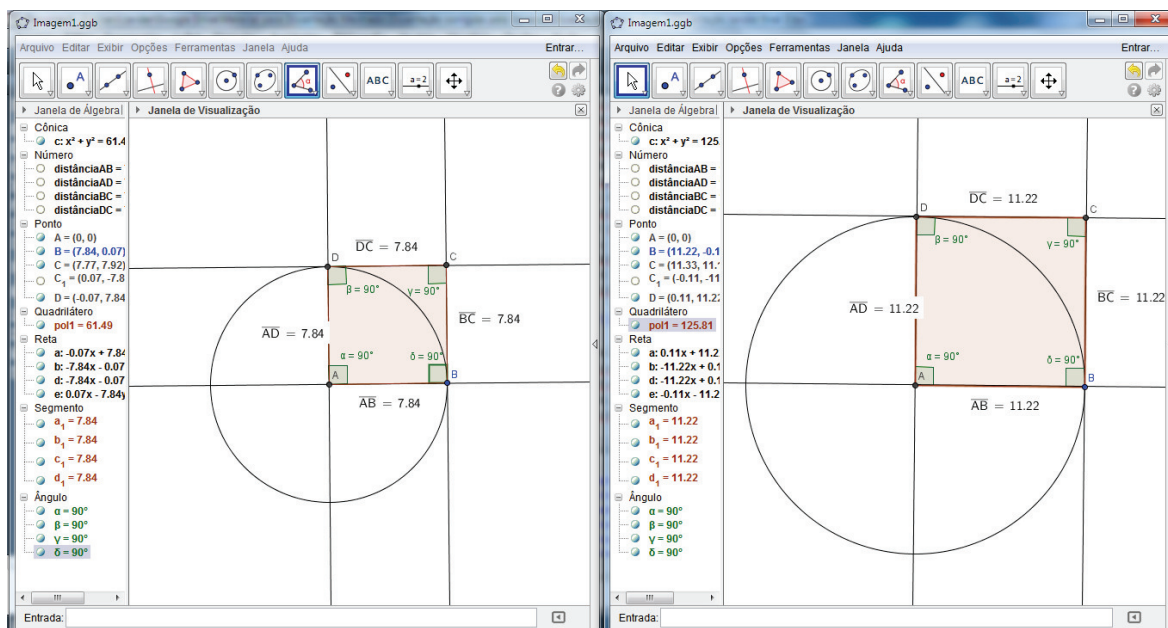 Imagem1.ggb
Arquivo Editar Exibir Opções Ferramentas Janela Ajuda
Entrar...
A
α
ABC
a=2
Janela de Álgebra
Janela de Visualização
Cônica
c: x² + y² = 61.4
Número
distânciaAB =
distânciaAD =
distânciaBC =
distânciaDC =
Ponto
A = (0, 0)
B = (7.84, 0.07)
C = (7.77, 7.92)
C₁ = (0.07, -7.8
D = (-0.07, 7.84
Quadrilátero
pol1 = 61.49
Reta
a: -0.07x + 7.84
b: -7.84x - 0.07
d: -7.84x - 0.07
e: 0.07x - 7.84y
Segmento
a₁ = 7.84
b₁ = 7.84
c₁ = 7.84
d₁ = 7.84
Ângulo
α = 90°
β = 90°
γ = 90°
δ = 90°
DC = 7.84
D
C
β = 90°
γ = 90°
AD = 7.84
BC = 7.84
α = 90°
δ = 90°
A
B
AB = 7.84
Entrada:
Imagem1.ggb
Arquivo Editar Exibir Opções Ferramentas Janela Ajuda
Entrar...
A
α
ABC
a=2
Janela de Álgebra
Janela de Visualização
Cônica
c: x² + y² = 125
Número
distânciaAB =
distânciaAD =
distânciaBC =
distânciaDC =
Ponto
A = (0, 0)
B = (11.22, -0.1
C = (11.33, 11.
C₁ = (-0.11, -11
D = (0.11, 11.22
Quadrilátero
pol1 = 125.81
Reta
a: 0.11x + 11.2
b: -11.22x + 0.1
d: -11.22x + 0.1
e: -0.11x - 11.2
Segmento
a₁ = 11.22
b₁ = 11.22
c₁ = 11.22
d₁ = 11.22
Ângulo
α = 90°
β = 90°
γ = 90°
δ = 90°
DC = 11.22
D
C
β = 90°
γ = 90°
AD = 11.22
BC = 11.22
α = 90°
δ = 90°
A
B
AB = 11.22
Entrada: